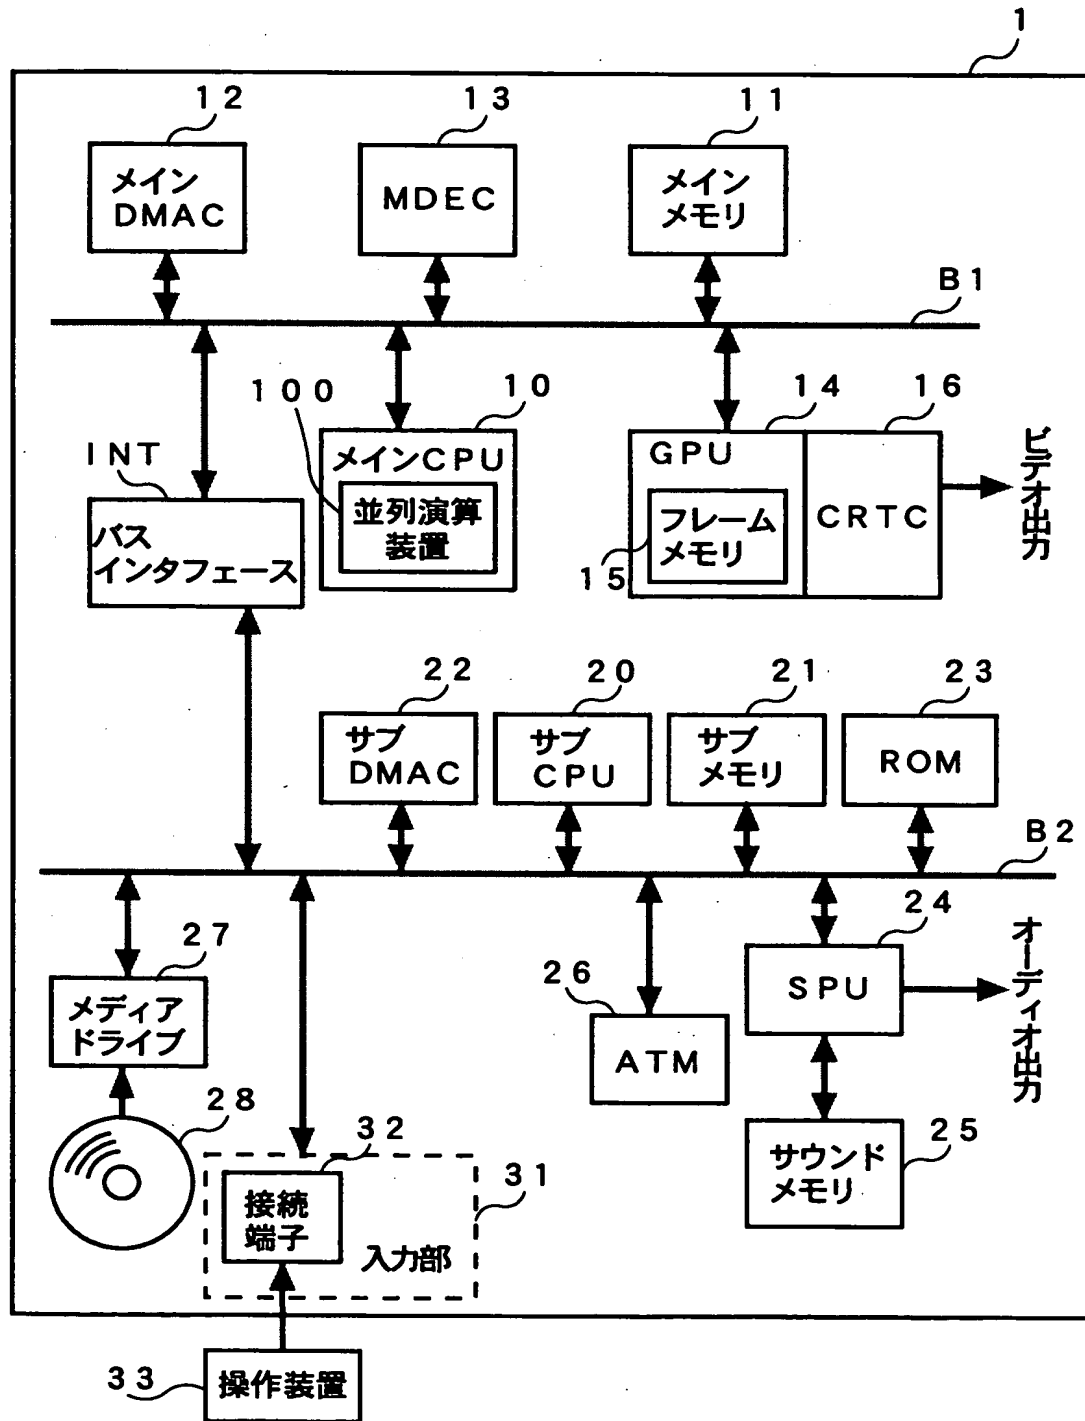 1
12
13
11
メイン
DMAC
MDEC
メイン
メモリ
B1
100
10
14
16
INT
メインCPU
並列演算
装置
GPU
フレーム
メモリ
15
CRTC
ビデオ出力
バス
インタフェース
22
20
21
23
サブ
DMAC
サブ
CPU
サブ
メモリ
ROM
B2
27
メディア
ドライブ
28
26
ATM
24
SPU
オーディオ出力
25
サウンド
メモリ
32
31
接続
端子
入力部
33
操作装置